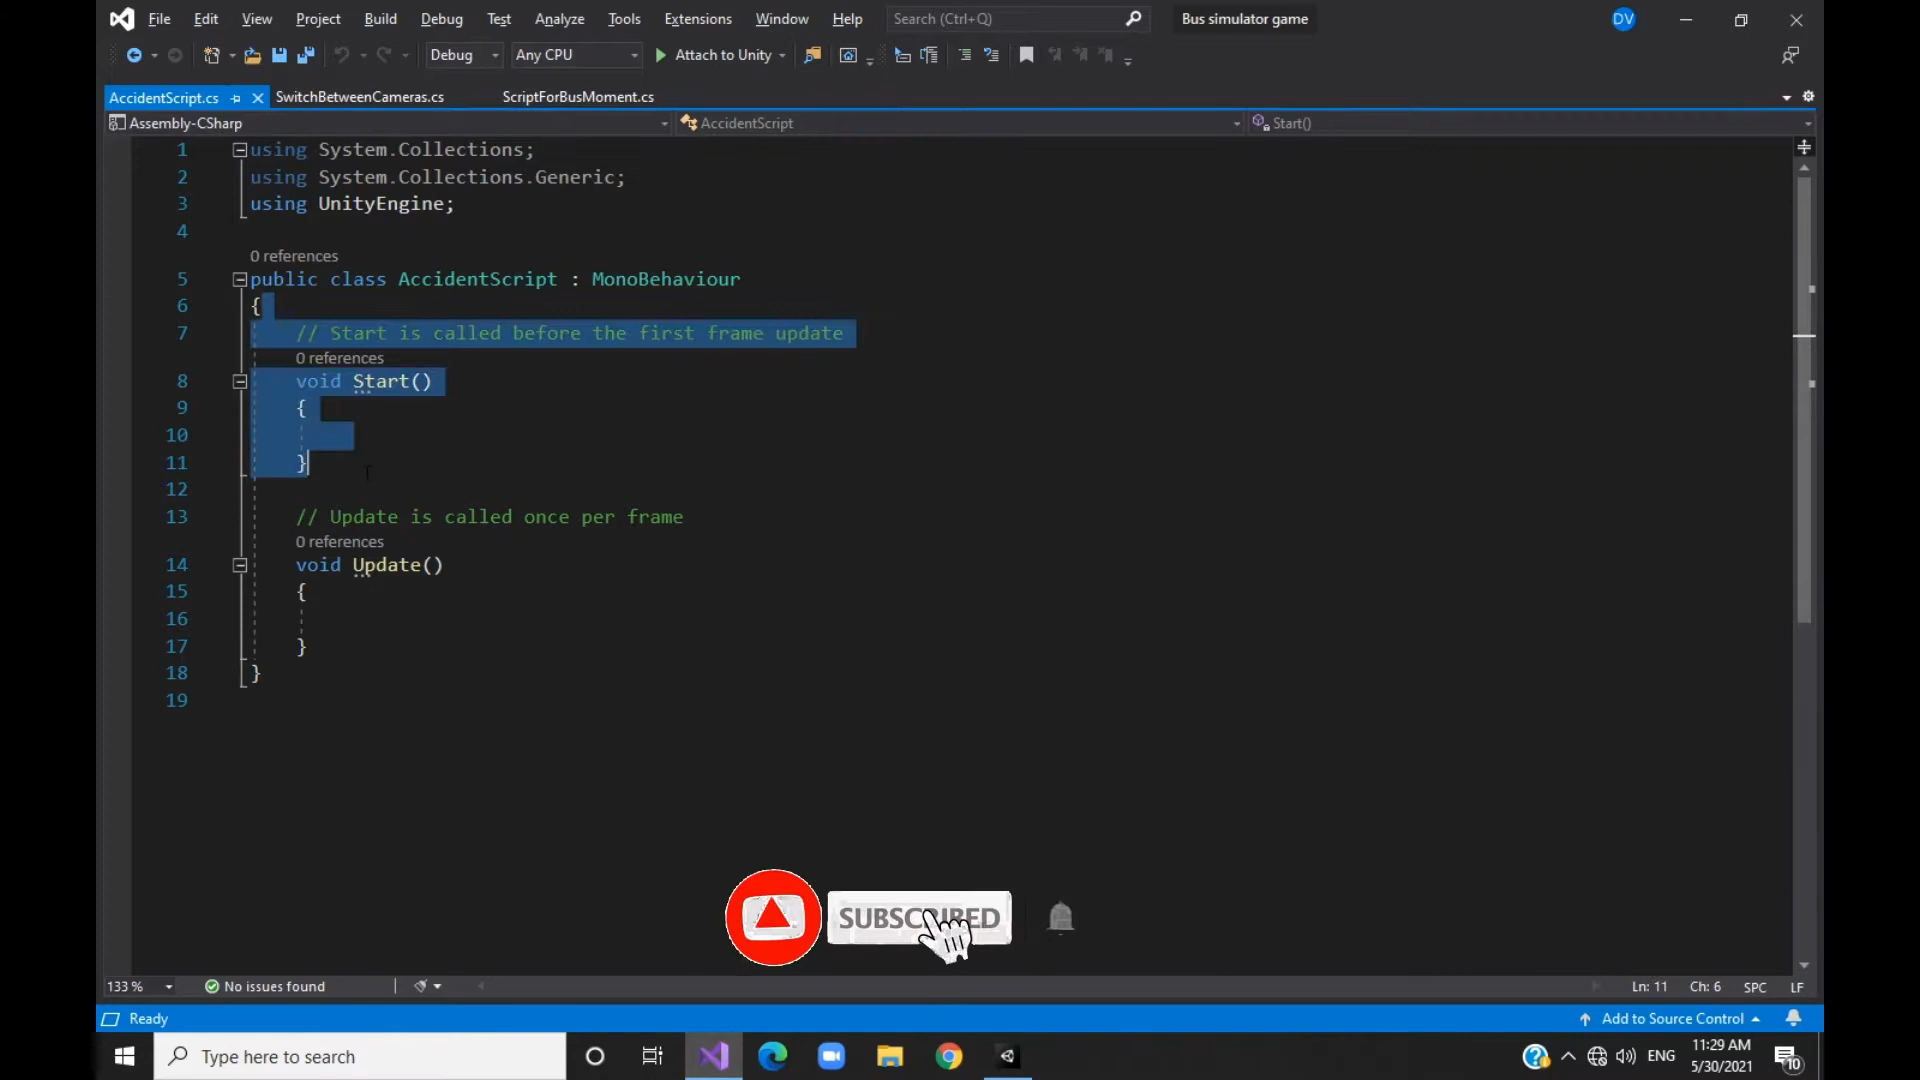 File Edit View Project Build Debug Test Analyze Tools Extensions Window Help Search (Ctrl+Q) Bus simulator game DV
Debug Any CPU Attach to Unity
AccidentScript.cs SwitchBetweenCameras.cs ScriptForBusMoment.cs
Assembly-CSharp AccidentScript Start()
1 using System.Collections;
2 using System.Collections.Generic;
3 using UnityEngine;
4
0 references
5 public class AccidentScript : MonoBehaviour
6 {
7 // Start is called before the first frame update
0 references
8 void Start()
9 {
10
11 }
12
13 // Update is called once per frame
0 references
14 void Update()
15 {
16
17 }
18 }
19
SUBSCRIBED
133 % No issues found Ln: 11 Ch: 6 SPC LF
Ready Add to Source Control
Type here to search ENG 11:29 AM
5/30/2021 10